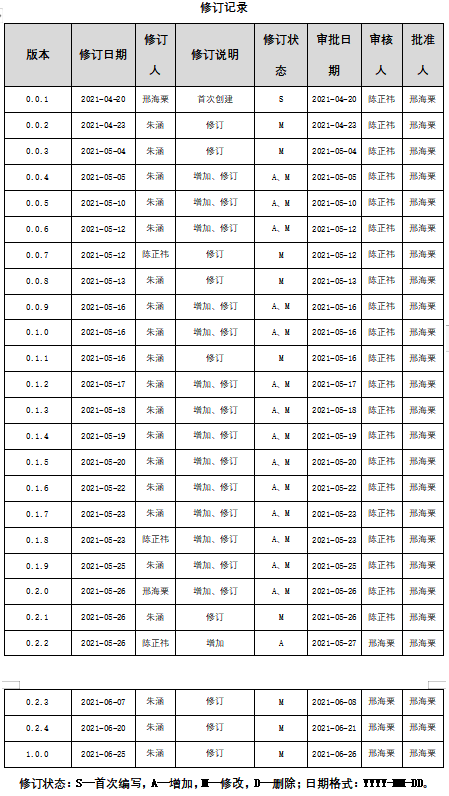 修订记录
版本 修订日期 修订人 修订说明 修订状态 审批日期 审核人 批准人
0.0.1 2021-04-20 邢海粟 首次创建 S 2021-04-20 陈正祎 邢海粟
0.0.2 2021-04-23 朱涵 修订 M 2021-04-23 陈正祎 邢海粟
0.0.3 2021-05-04 朱涵 修订 M 2021-05-04 陈正祎 邢海粟
0.0.4 2021-05-05 朱涵 增加、修订 A、M 2021-05-05 陈正祎 邢海粟
0.0.5 2021-05-10 朱涵 增加、修订 A、M 2021-05-10 陈正祎 邢海粟
0.0.6 2021-05-12 朱涵 增加、修订 A、M 2021-05-12 陈正祎 邢海粟
0.0.7 2021-05-12 陈正祎 修订 M 2021-05-12 陈正祎 邢海粟
0.0.8 2021-05-13 朱涵 修订 M 2021-05-13 陈正祎 邢海粟
0.0.9 2021-05-16 朱涵 增加、修订 A、M 2021-05-16 陈正祎 邢海粟
0.1.0 2021-05-16 朱涵 增加、修订 A、M 2021-05-16 陈正祎 邢海粟
0.1.1 2021-05-16 朱涵 修订 M 2021-05-16 陈正祎 邢海粟
0.1.2 2021-05-17 朱涵 增加、修订 A、M 2021-05-17 陈正祎 邢海粟
0.1.3 2021-05-18 朱涵 增加、修订 A、M 2021-05-18 陈正祎 邢海粟
0.1.4 2021-05-19 朱涵 增加、修订 A、M 2021-05-19 陈正祎 邢海粟
0.1.5 2021-05-20 朱涵 增加、修订 A、M 2021-05-20 陈正祎 邢海粟
0.1.6 2021-05-22 朱涵 增加、修订 A、M 2021-05-22 陈正祎 邢海粟
0.1.7 2021-05-23 朱涵 增加、修订 A、M 2021-05-23 陈正祎 邢海粟
0.1.8 2021-05-23 陈正祎 增加、修订 A、M 2021-05-23 陈正祎 邢海粟
0.1.9 2021-05-25 朱涵 增加、修订 A、M 2021-05-25 陈正祎 邢海粟
0.2.0 2021-05-26 邢海粟 增加、修订 A、M 2021-05-26 陈正祎 邢海粟
0.2.1 2021-05-26 朱涵 修订 M 2021-05-26 陈正祎 邢海粟
0.2.2 2021-05-26 陈正祎 增加 A 2021-05-27 邢海粟 邢海粟
0.2.3 2021-06-07 朱涵 修订 M 2021-06-08 邢海粟 邢海粟
0.2.4 2021-06-20 朱涵 修订 M 2021-06-21 邢海粟 邢海粟
1.0.0 2021-06-25 朱涵 修订 M 2021-06-26 邢海粟 邢海粟
修订状态：S—首次编写，A—增加，M—修改，D—删除；日期格式：YYYY-MM-DD。